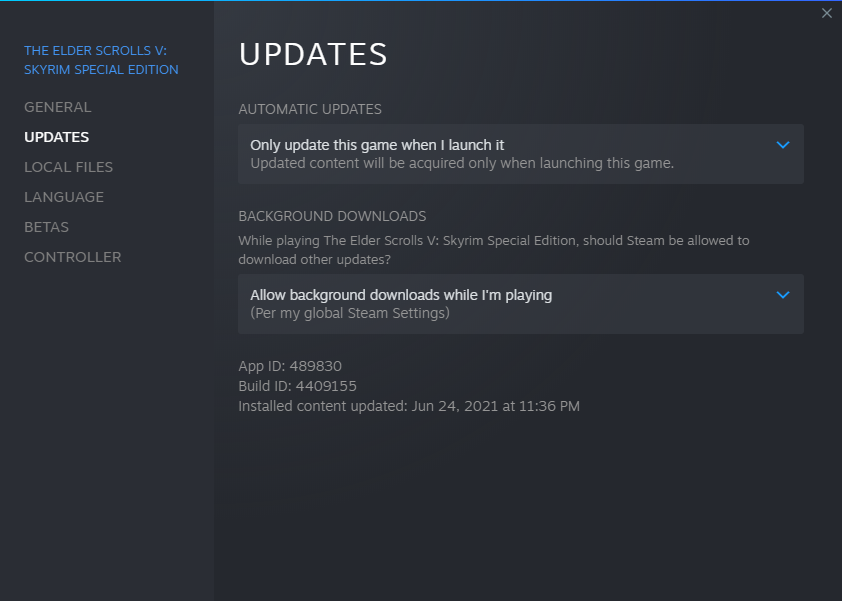 THE ELDER SCROLLS V:
SKYRIM SPECIAL EDITION
GENERAL
UPDATES
LOCAL FILES
LANGUAGE
BETAS
CONTROLLER
UPDATES
AUTOMATIC UPDATES
Only update this game when I launch it
Updated content will be acquired only when launching this game.
BACKGROUND DOWNLOADS
While playing The Elder Scrolls V: Skyrim Special Edition, should Steam be allowed to
download other updates?
Allow background downloads while I'm playing
(Per my global Steam Settings)
App ID: 489830
Build ID: 4409155
Installed content updated: Jun 24, 2021 at 11:36 PM